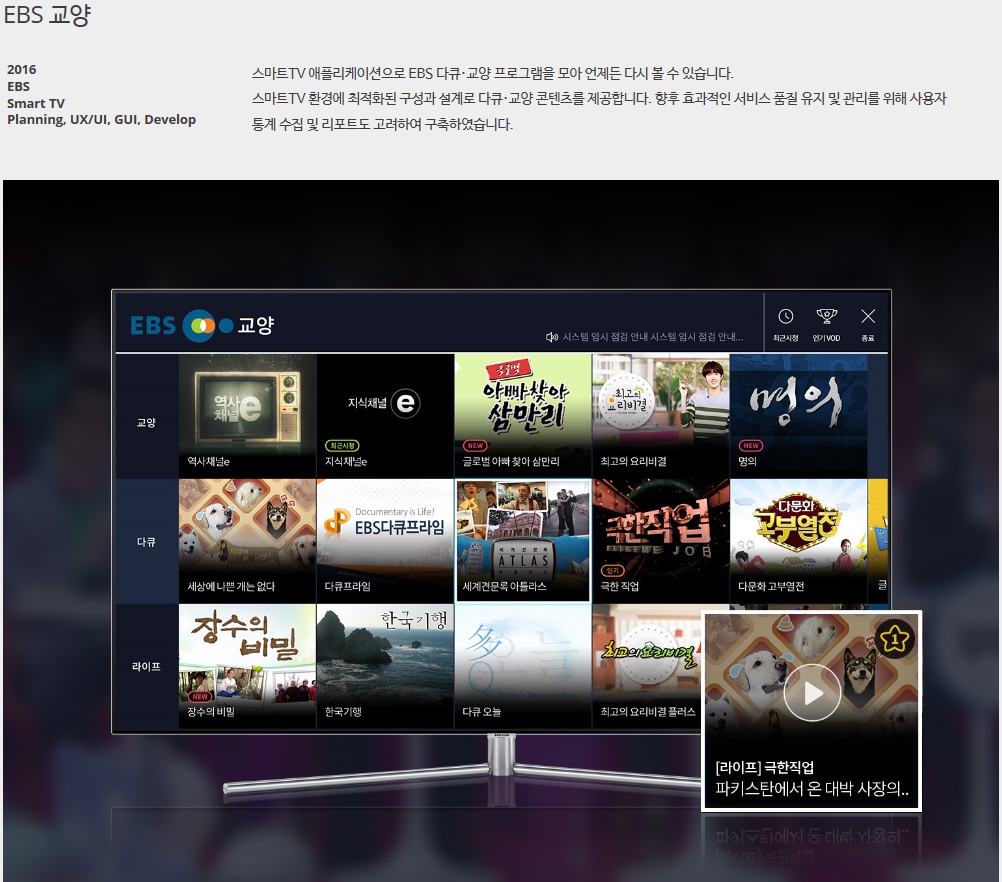 EBS 교양
2016
EBS
Smart TV
Planning, UX/UI, GUI, Develop
스마트TV 애플리케이션으로 EBS 다큐·교양 프로그램을 모아 언제든 다시 볼 수 있습니다.
스마트TV 환경에 최적화된 구성과 설계로 다큐·교양 콘텐츠를 제공합니다. 향후 효과적인 서비스 품질 유지 및 관리를 위해 사용자
통계 수집 및 리포트도 고려하여 구축하였습니다.
EBS 교양
시스템 임시 점검 안내 시스템 임시 점검 안내...
최근시청
인기 VOD
종료
교양
역사
채널e
역사채널e
지식채널 e
최근시청
지식채널e
글로벌
아빠 찾아
삼만리
NEW
글로벌 아빠 찾아 삼만리
최고의
요리비결
최고의 요리비결
명의
NEW
명의
다큐
세상에 나쁜 개는 없다
Documentary is Life!
EBS다큐프라임
다큐프라임
세계견문록
ATLAS
아틀라스
세계견문록 아틀라스
극한직업
EXTREME JOB
인기
극한 직업
다문화
고부열전
다문화 고부열전
글
라이프
장수의
비밀
NEW
장수의 비밀
한국기행
한국기행
多
오늘
Today's Documentary
다큐 오늘
최고의 요리비결
최고의 요리비결 플러스
1
[라이프] 극한직업
파키스탄에서 온 대박 사장의..